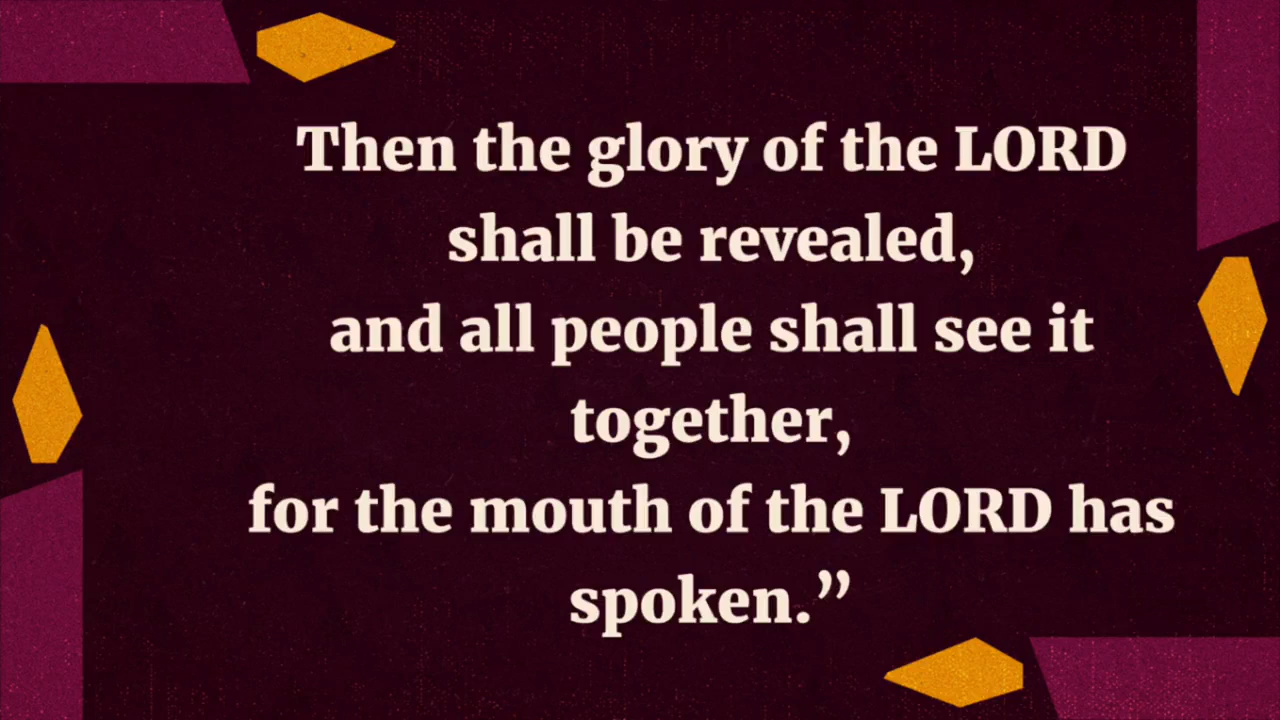 Then the glory of the LORD
shall be revealed,
and all people shall see it
together,
for the mouth of the LORD has
spoken.”